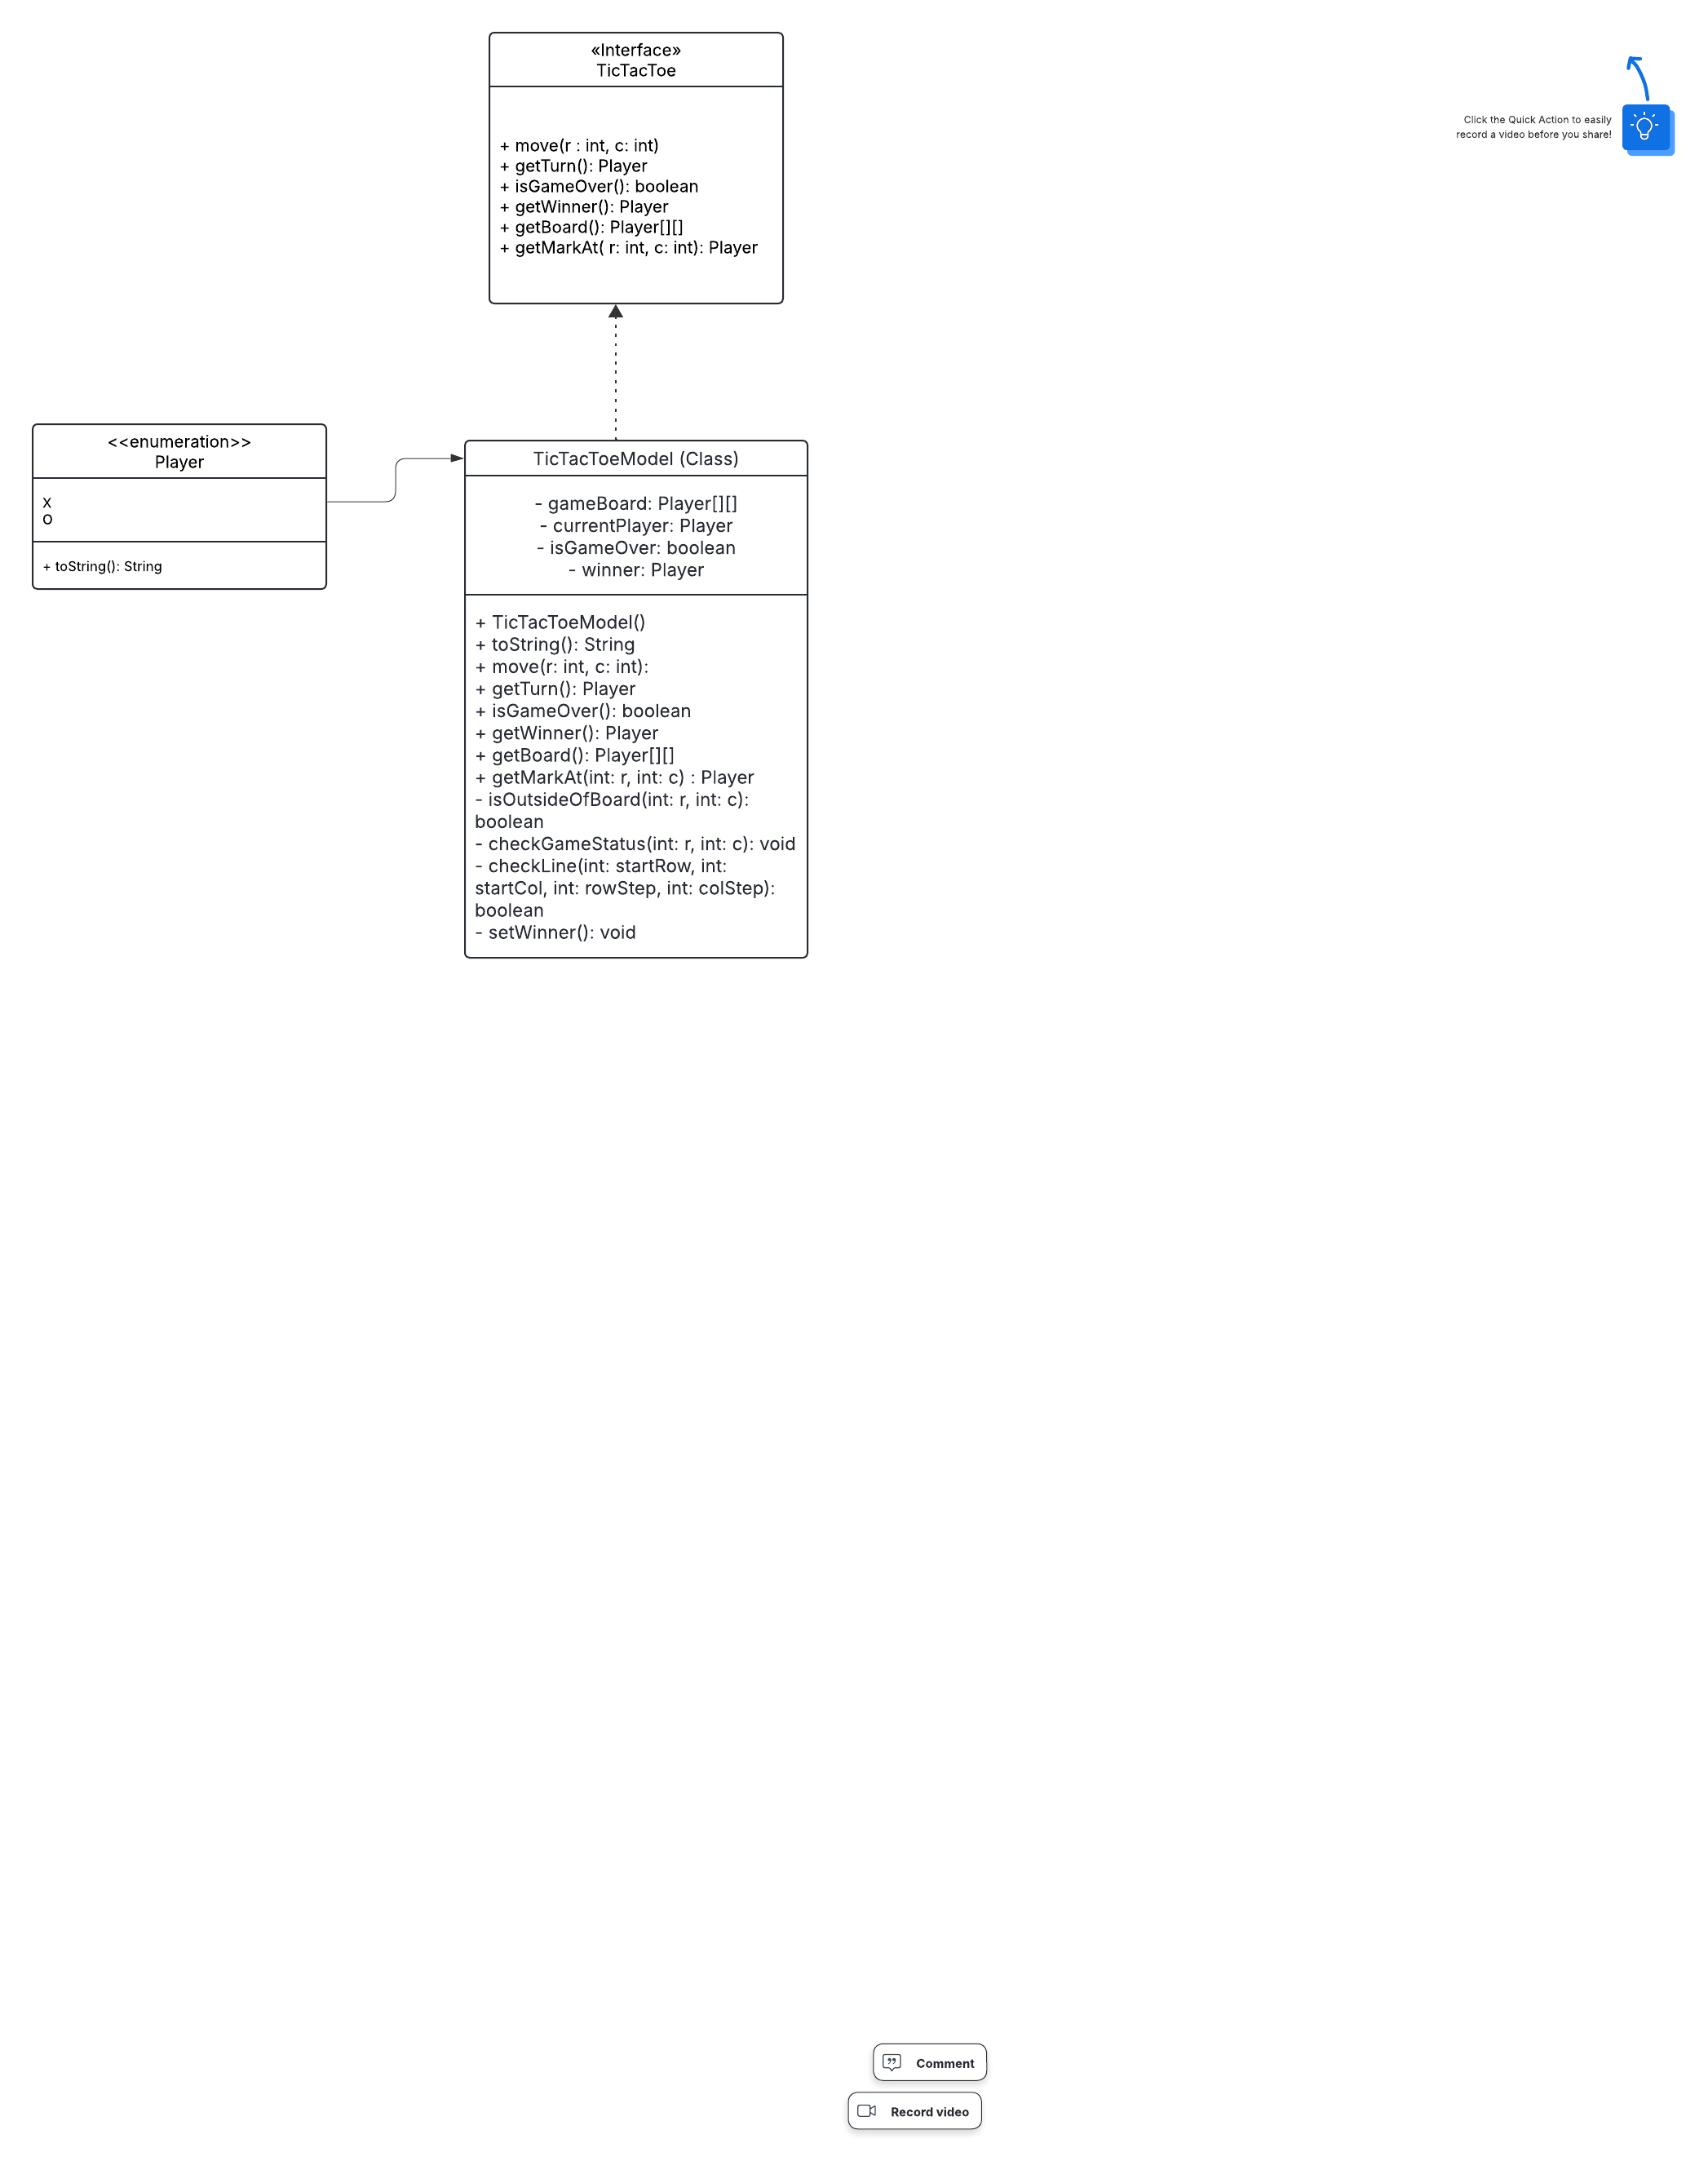 «Interface»
TicTacToe
+ move(r : int, c: int)
+ getTurn(): Player
+ isGameOver(): boolean
+ getWinner(): Player
+ getBoard(): Player[][]
+ getMarkAt( r: int, c: int): Player
Click the Quick Action to easily
record a video before you share!
<<enumeration>>
Player
X
O
+ toString(): String
TicTacToeModel (Class)
- gameBoard: Player[][]
- currentPlayer: Player
- isGameOver: boolean
- winner: Player
+ TicTacToeModel()
+ toString(): String
+ move(r: int, c: int):
+ getTurn(): Player
+ isGameOver(): boolean
+ getWinner(): Player
+ getBoard(): Player[][]
+ getMarkAt(int: r, int: c) : Player
- isOutsideOfBoard(int: r, int: c):
boolean
- checkGameStatus(int: r, int: c): void
- checkLine(int: startRow, int:
startCol, int: rowStep, int: colStep):
boolean
- setWinner(): void
Comment
Record video